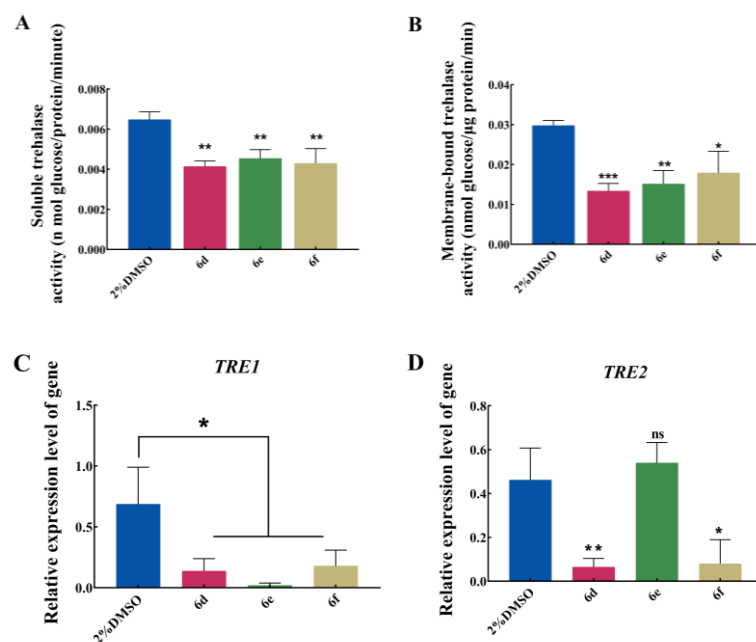 A
Soluble trehalase
activity (n mol glucose/protein/minute)
0.008
0.006
0.004
0.002
0.000
**
**
**
2%DMSO
6d
6e
6f
B
Membrane-bound trehalase
activity (nmol glucose/μg protein/min)
0.04
0.03
0.02
0.01
0.00
***
**
*
2%DMSO
6d
6e
6f
C
TRE1
Relative expression level of gene
1.5
1.0
0.5
0.0
*
2%DMSO
6d
6e
6f
D
TRE2
Relative expression level of gene
0.8
0.6
0.4
0.2
0.0
**
ns
*
2%DMSO
6d
6e
6f